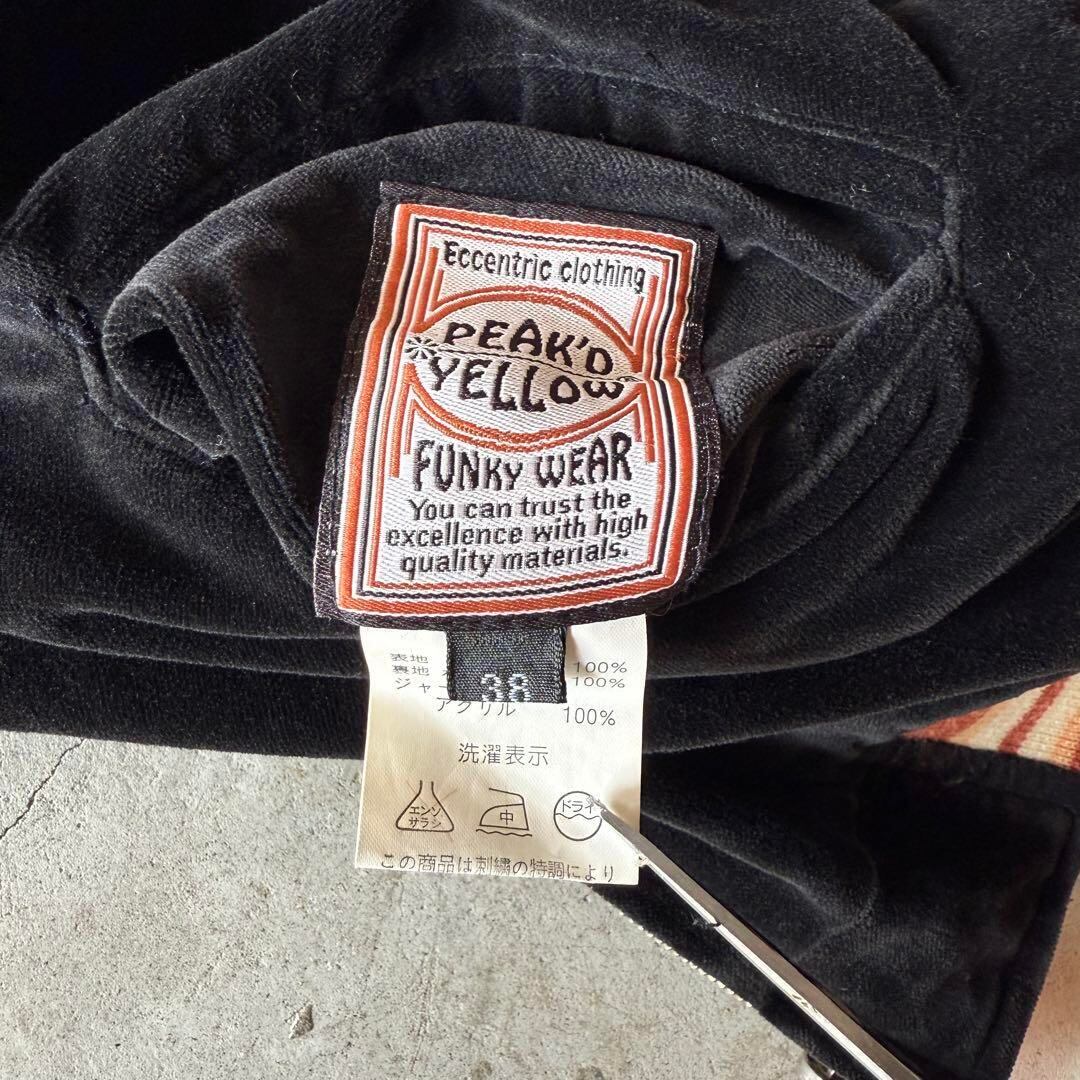 Eccentric clothing
PEAK'D
YELLOW
FUNKY WEAR
You can trust the
excellence with high
quality materials.
38
表地 100%
裏地 100%
ジャ
アクリル 100%
洗濯表示
エンソ
サラシ
中
ドライ
この商品は刺繍の特調により